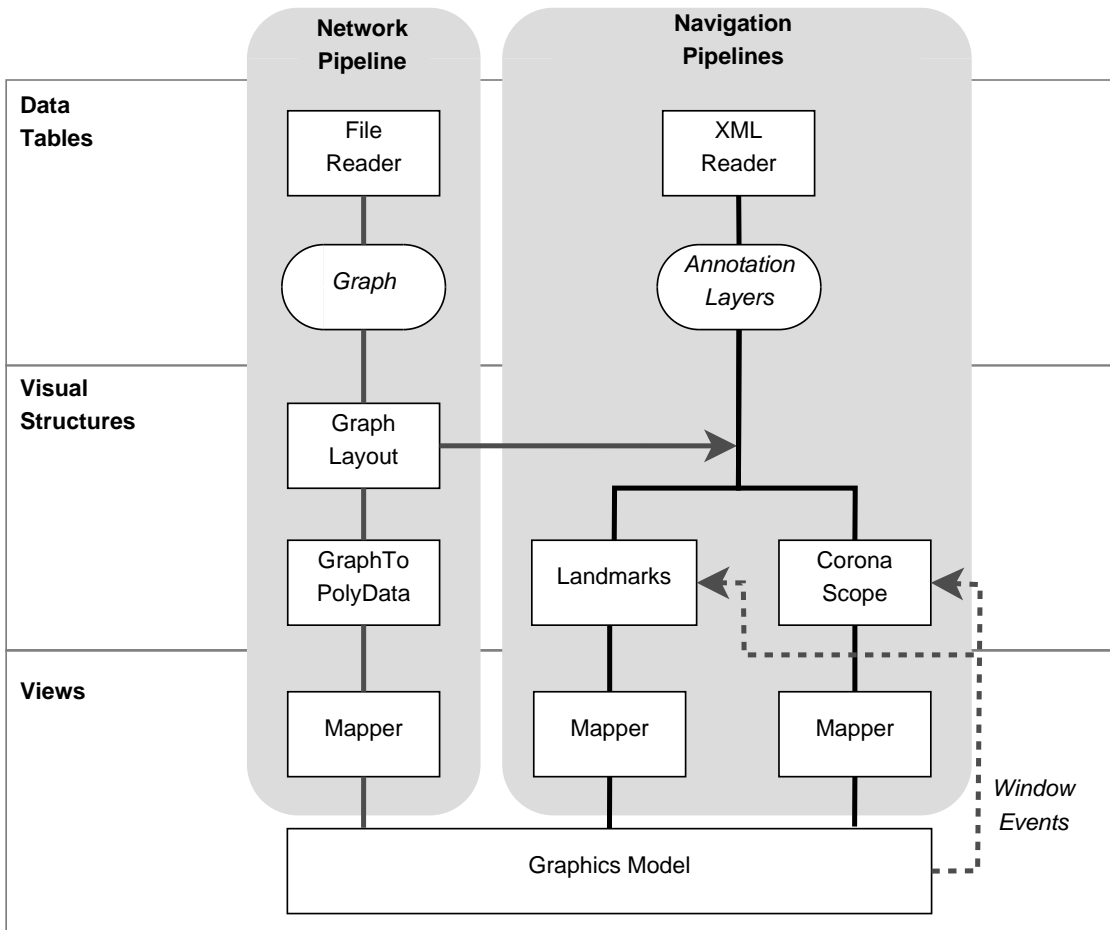 Network
Pipeline
Navigation
Pipelines
Data
Tables
File
Reader
XML
Reader
Graph
Annotation
Layers
Visual
Structures
Graph
Layout
GraphTo
PolyData
Landmarks
Corona
Scope
Views
Mapper
Mapper
Mapper
Window
Events
Graphics Model